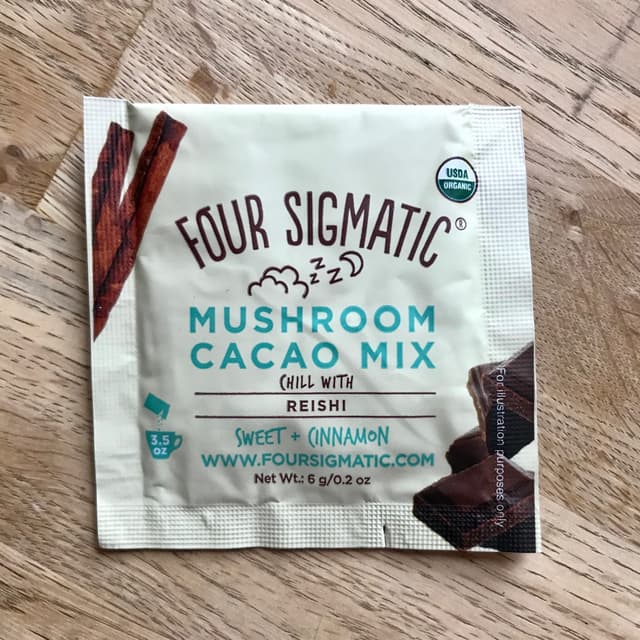 USDA
ORGANIC
FOUR SIGMATIC®
z z z z
MUSHROOM
CACAO MIX
CHILL WITH
REISHI
3.5
OZ
SWEET + CINNAMON
WWW.FOURSIGMATIC.COM
Net Wt.: 6 g/0.2 oz
For illustration purposes only